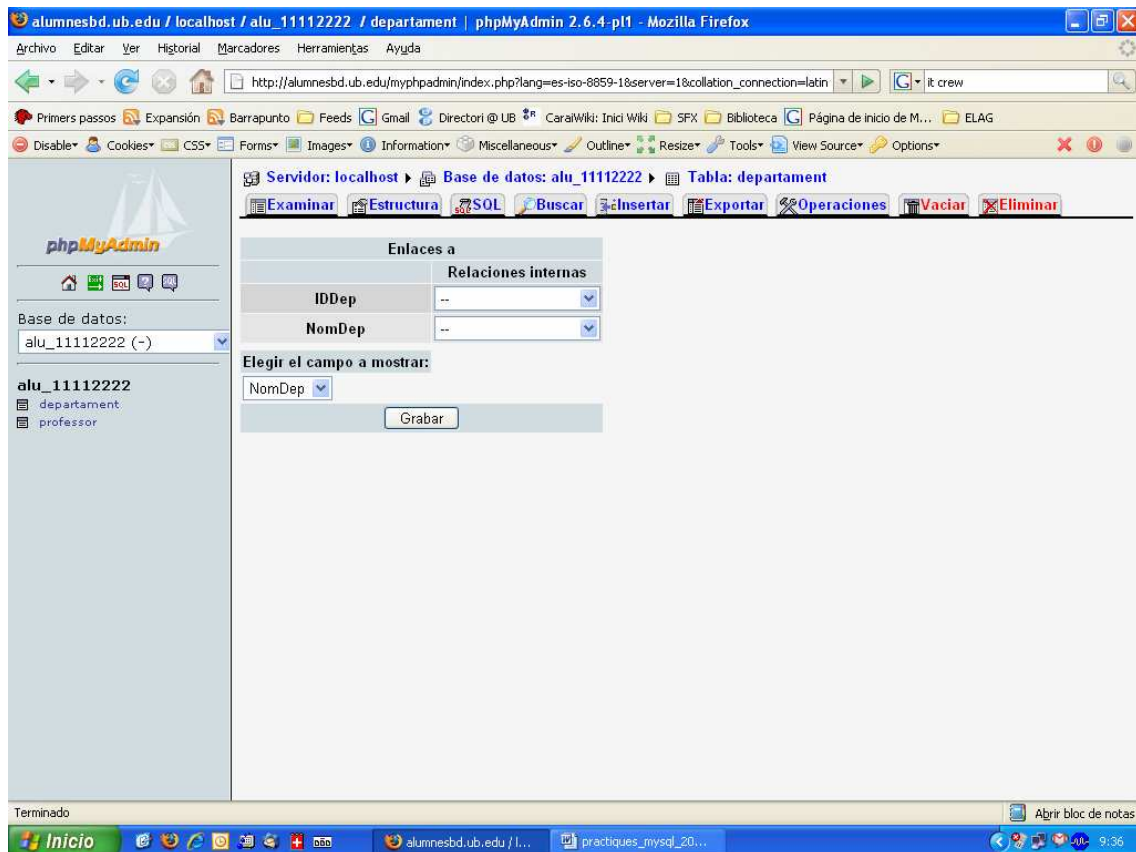 alumnesbd.ub.edu / localhost / alu_11112222 / departament | phpMyAdmin 2.6.4-pl1 - Mozilla Firefox
Archivo Editar Ver Historial Marcadores Herramientas Ayuda
http://alumnesbd.ub.edu/myphpadmin/index.php?lang=es-iso-8859-1&server=1&collation_connection=latin
G it crew
Primers passos Expansión Barrapunto Feeds Gmail Directori @ UB CaraiWiki: Inici Wiki SFX Biblioteca Página de inicio de M... ELAG
Disable Cookies CSS Forms Images Information Miscellaneous Outline Resize Tools View Source Options
phpMyAdmin
SQL
Base de datos:
alu_11112222 (-)
alu_11112222
departament
professor
Servidor: localhost Base de datos: alu_11112222 Tabla: departament
Examinar Estructura SQL Buscar Insertar Exportar Operaciones Vaciar Eliminar
Enlaces a
Relaciones internas
IDDep --
NomDep --
Elegir el campo a mostrar:
NomDep
Grabar
Terminado
Abrir bloc de notas
Inicio
alumnesbd.ub.edu / l...
practiques_mysql_20...
9:36